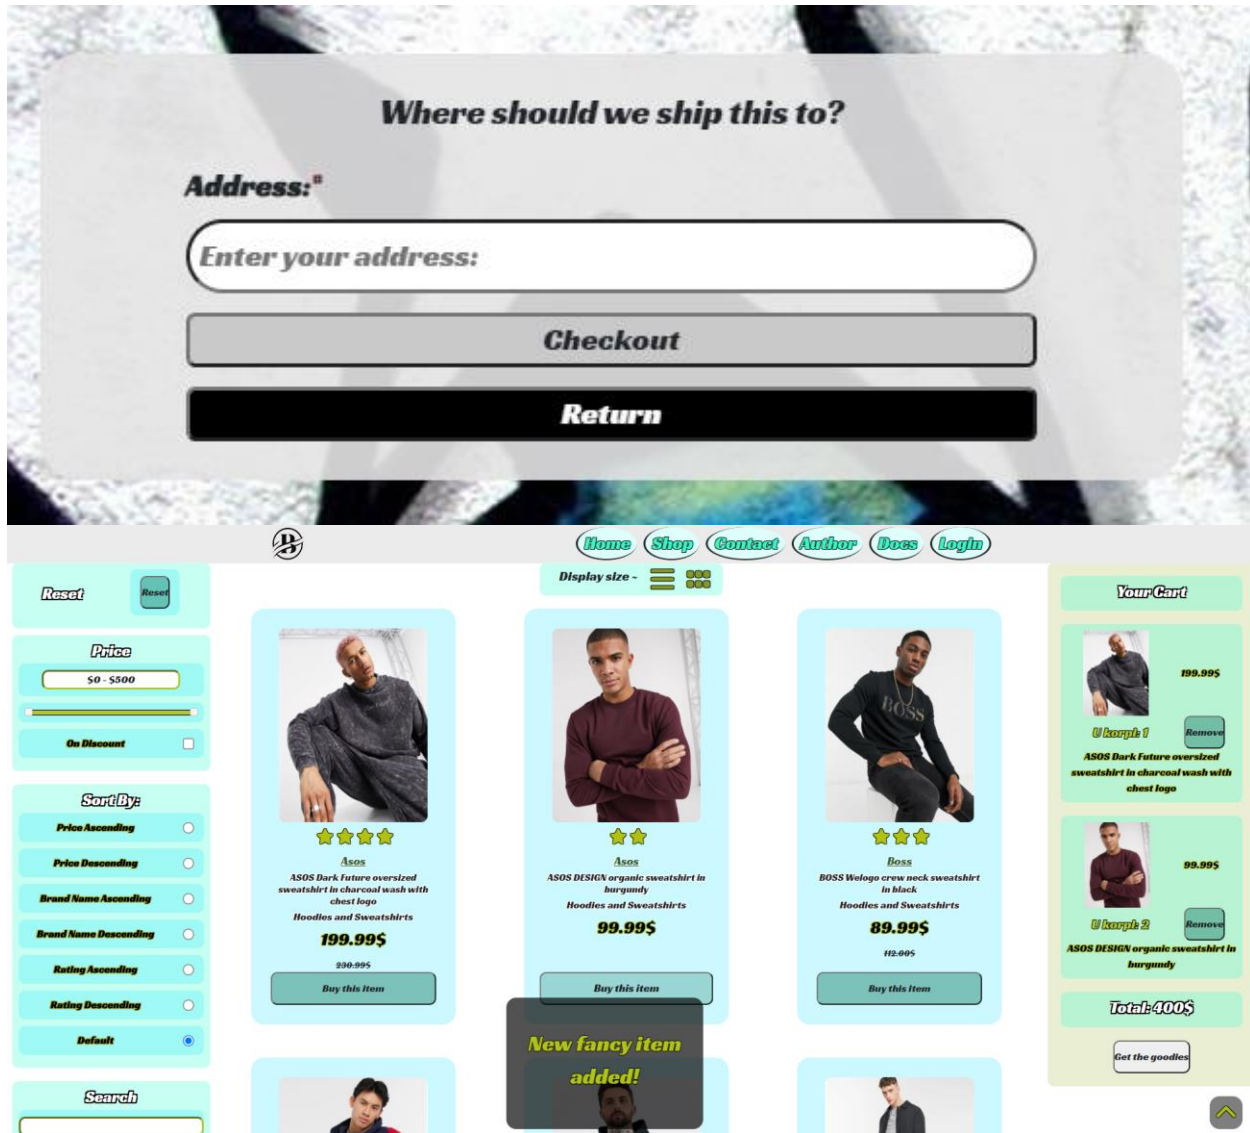 Where should we ship this to?
Address:*
Enter your address:
Checkout
Return
B
Home
Shop
Contact
Author
Docs
Login
Reset
Reset
Price
$0 - $500
On Discount
Sort By:
Price Ascending
Price Descending
Brand Name Ascending
Brand Name Descending
Rating Ascending
Rating Descending
Default
Search
Display size ~
Asos
ASOS Dark Future oversized
sweatshirt in charcoal wash with
chest logo
Hoodies and Sweatshirts
199.99$
230.99$
Buy this item
Asos
ASOS DESIGN organic sweatshirt in
burgundy
Hoodies and Sweatshirts
99.99$
Buy this item
BOSS
Boss
BOSS Welogo crew neck sweatshirt
in black
Hoodies and Sweatshirts
89.99$
112.00$
Buy this item
New fancy item
added!
Your Cart
199.99$
U korpi: 1
Remove
ASOS Dark Future oversized
sweatshirt in charcoal wash with
chest logo
99.99$
U korpi: 2
Remove
ASOS DESIGN organic sweatshirt in
burgundy
Total: 400$
Get the goodies